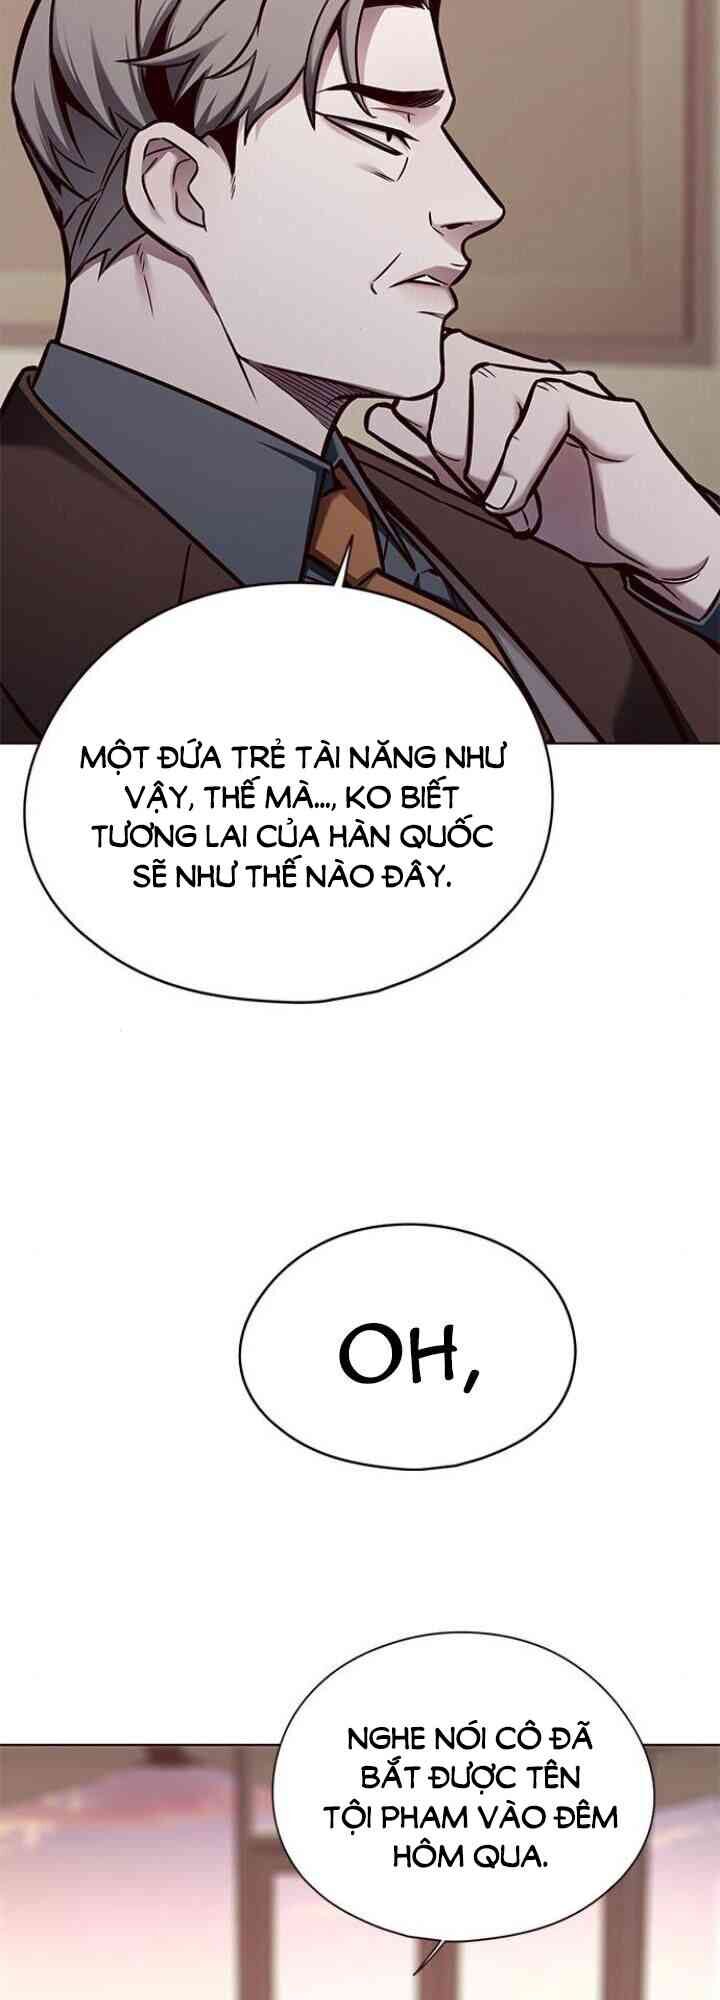 MỘT ĐỨA TRẺ TÀI NĂNG NHƯ
VẬY, THẾ MÀ..., KO BIẾT
TƯƠNG LAI CỦA HÀN QUỐC
SẼ NHƯ THẾ NÀO ĐÂY.
OH,
NGHE NÓI CÔ ĐÃ
BẮT ĐƯỢC TÊN
TỘI PHAM VÀO ĐÊM
HÔM QUA.